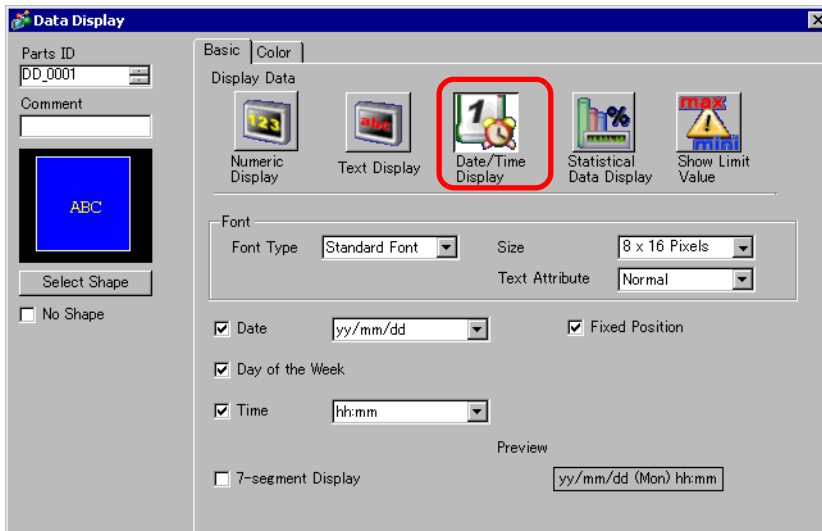 Data Display
Parts ID
DD_0001
Comment
ABC
Select Shape
No Shape
Basic
Color
Display Data
123
Numeric
Display
abc
Text Display
1
Date/Time
Display
%
Statistical
Data Display
max
mini
Show Limit
Value
Font
Font Type
Standard Font
Size
8 x 16 Pixels
Text Attribute
Normal
Date
yy/mm/dd
Fixed Position
Day of the Week
Time
hh:mm
Preview
7-segment Display
yy/mm/dd (Mon) hh:mm